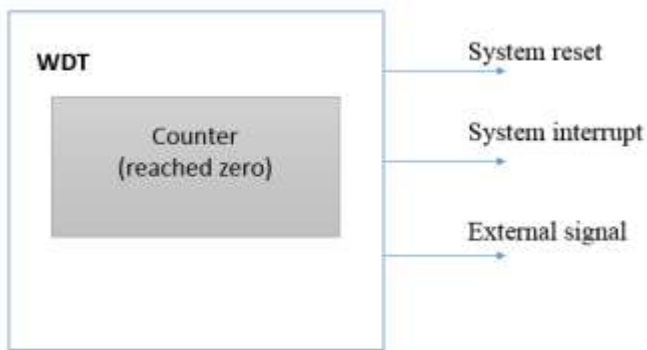 WDT
Counter
(reached zero)
System reset
System interrupt
External signal